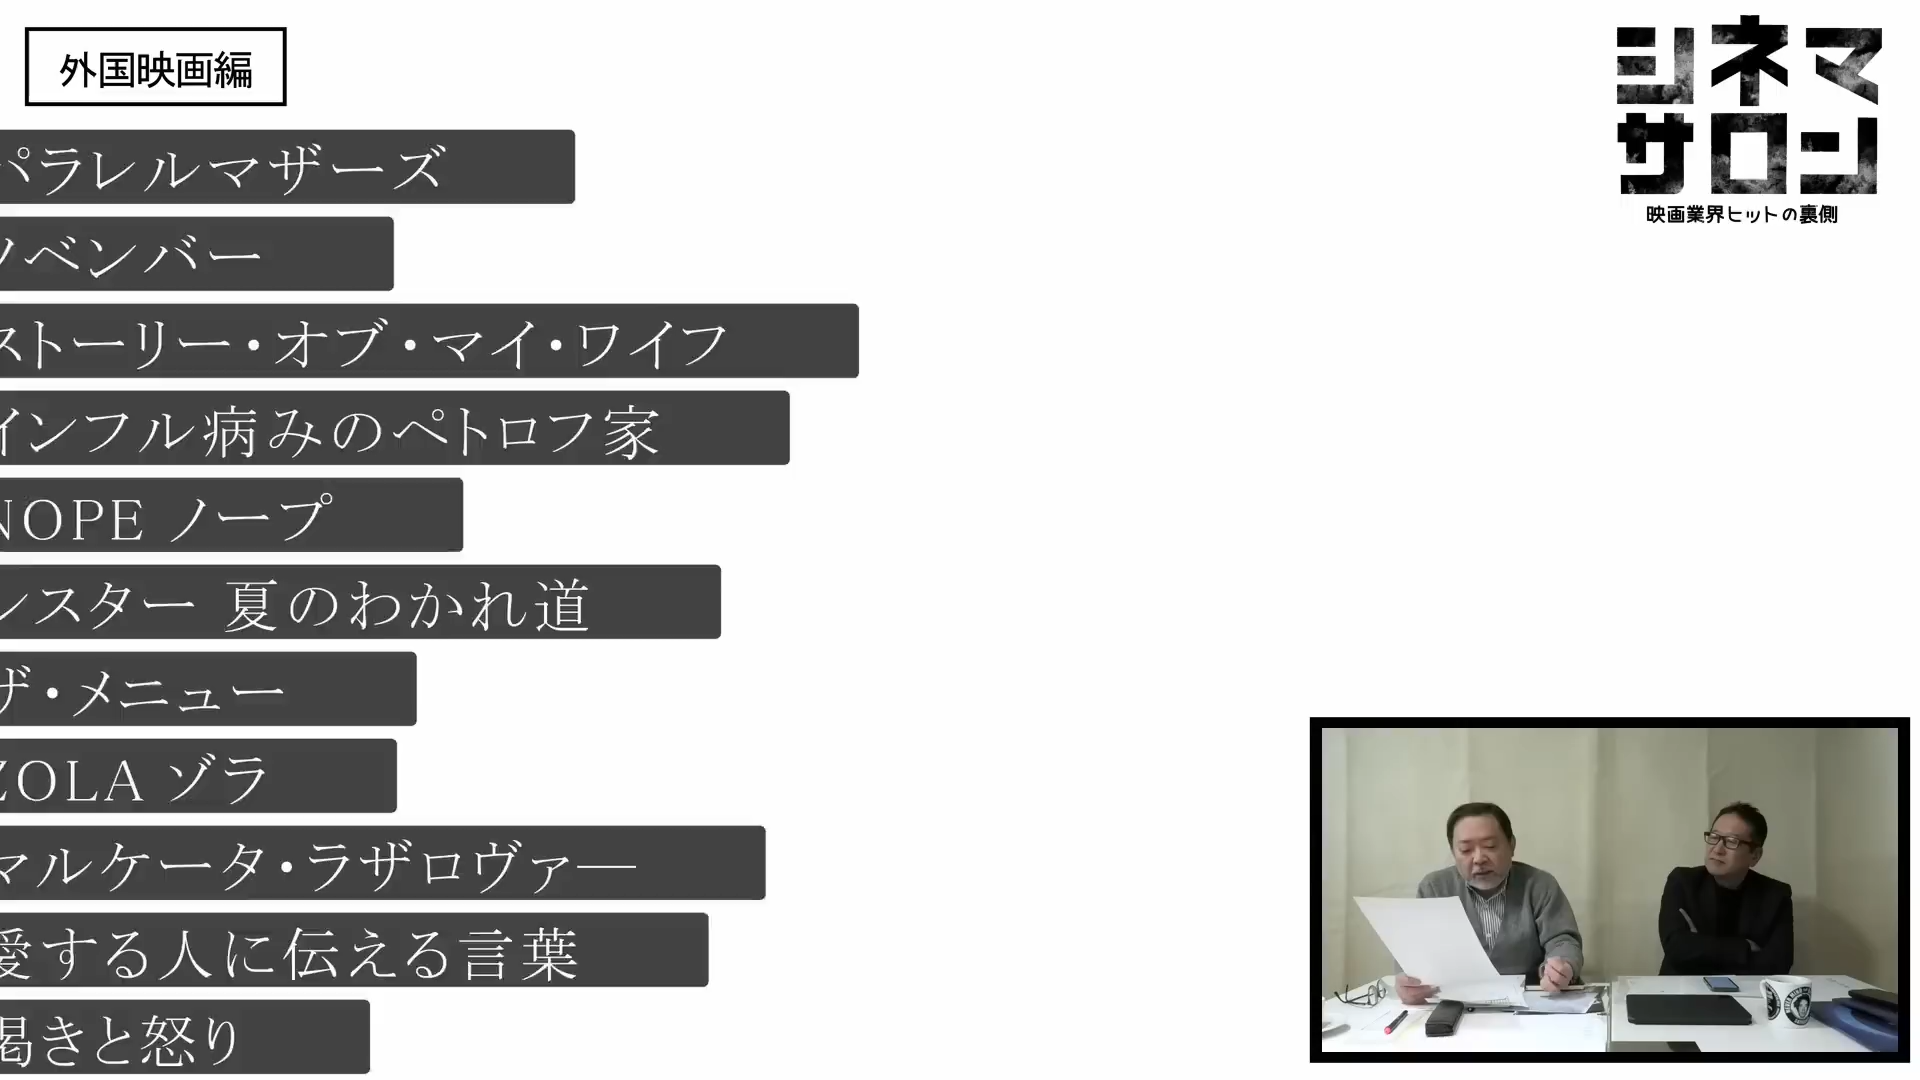 外国映画編
シネマ
サロン
映画業界ヒットの裏側
パラレルマザーズ
ノベンバー
ストーリー・オブ・マイ・ワイフ
インフル病みのペトロフ家
NOPE ノープ
ンスター 夏のわかれ道
ザ・メニュー
ZOLA ゾラ
マルケータ・ラザロヴァー
愛する人に伝える言葉
渇きと怒り